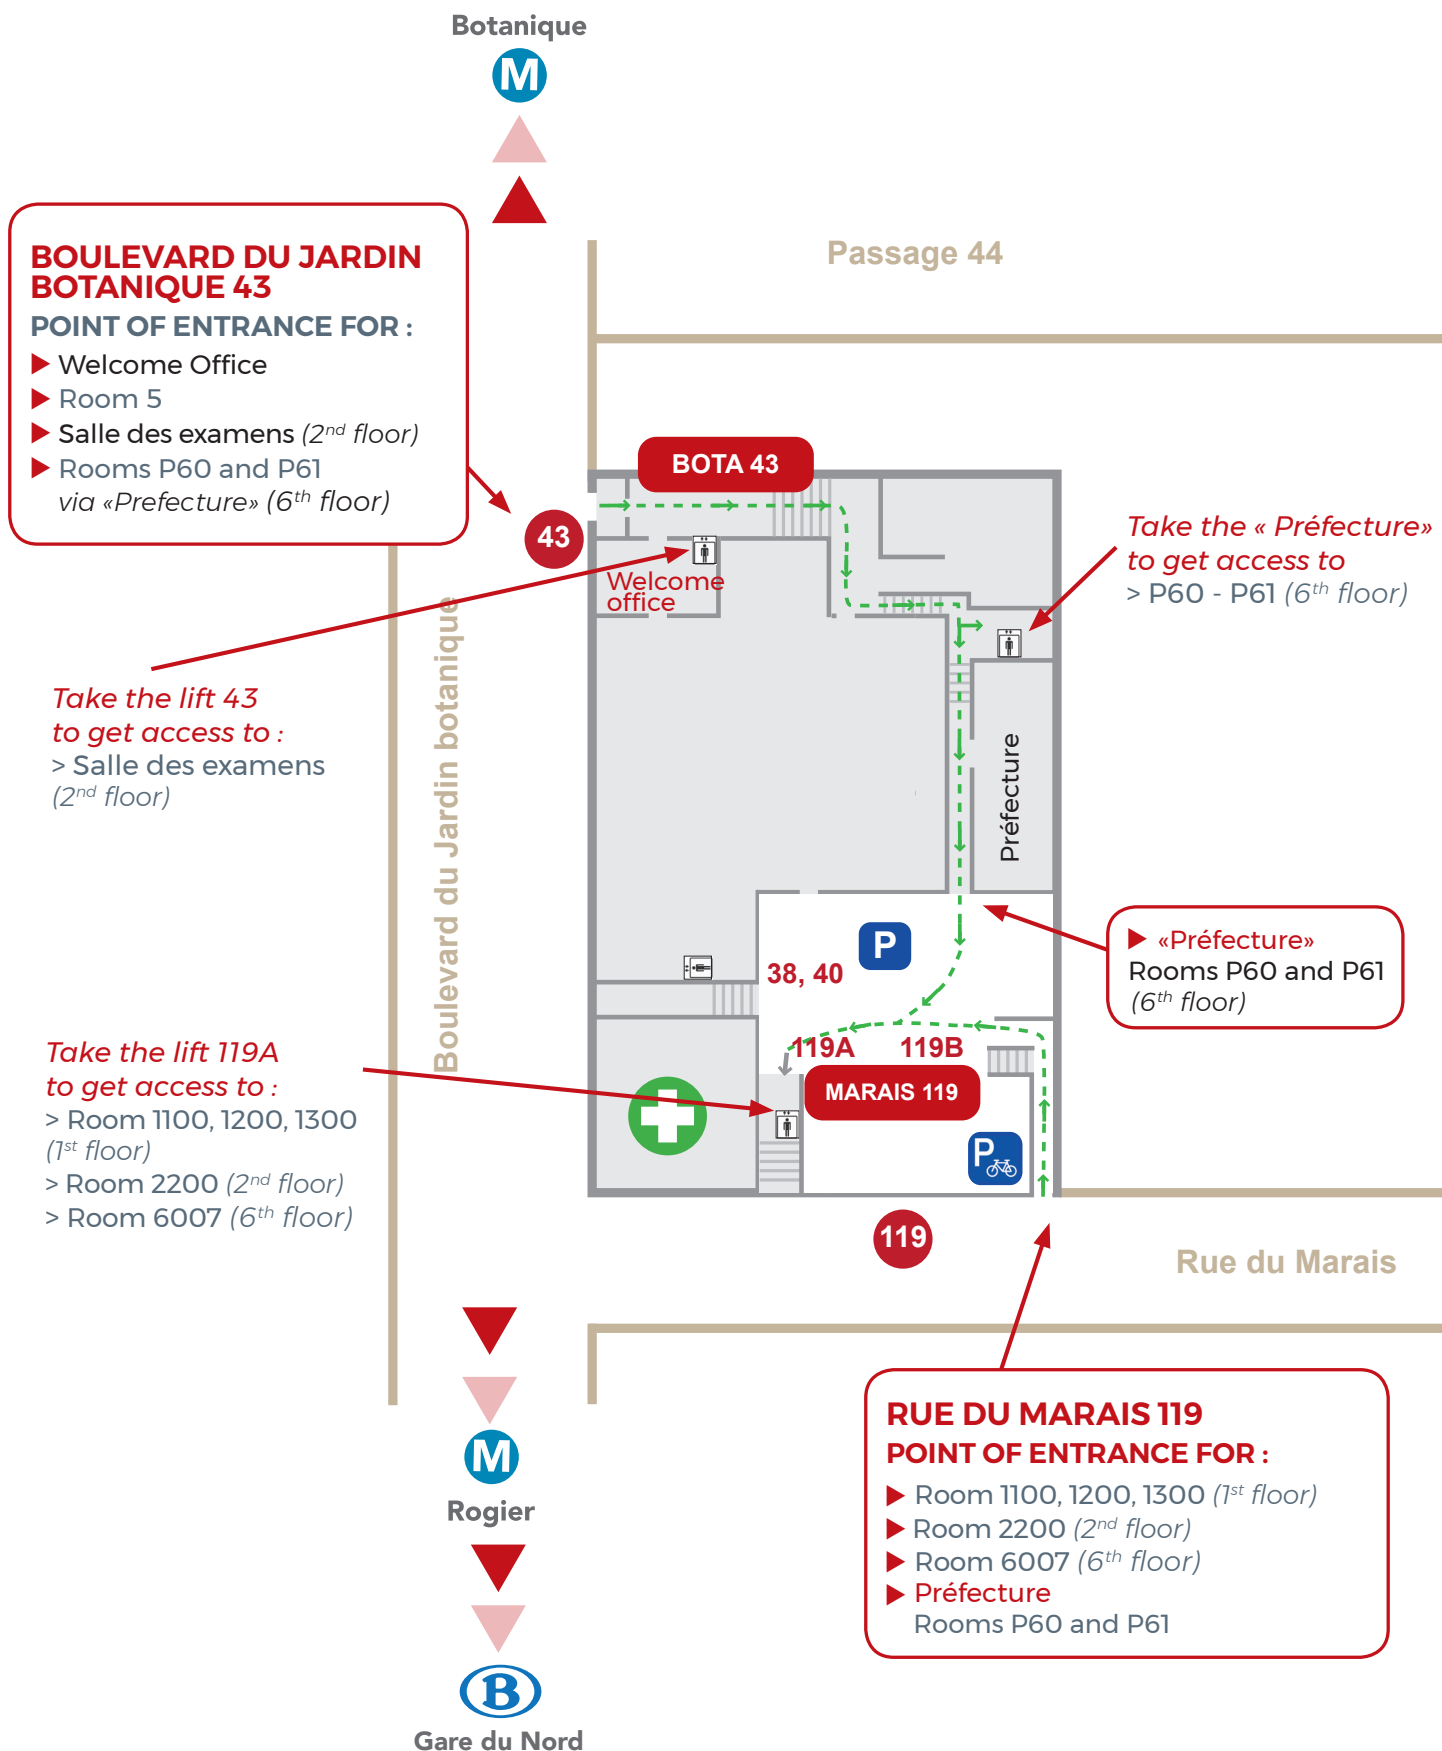 Botanique
M
BOULEVARD DU JARDIN
BOTANIQUE 43
POINT OF ENTRANCE FOR :
Welcome Office
Room 5
Salle des examens (2nd floor)
Rooms P60 and P61
via «Prefecture» (6th floor)
Passage 44
BOTA 43
43
Welcome
office
Take the « Préfecture»
to get access to
> P60 - P61 (6th floor)
Take the lift 43
to get access to :
> Salle des examens
(2nd floor)
Boulevard du Jardin botanique
Préfecture
P
38, 40
«Préfecture»
Rooms P60 and P61
(6th floor)
Take the lift 119A
to get access to :
> Room 1100, 1200, 1300
(1st floor)
> Room 2200 (2nd floor)
> Room 6007 (6th floor)
119A
119B
MARAIS 119
P
119
Rue du Marais
M
Rogier
B
Gare du Nord
RUE DU MARAIS 119
POINT OF ENTRANCE FOR :
Room 1100, 1200, 1300 (1st floor)
Room 2200 (2nd floor)
Room 6007 (6th floor)
Préfecture
Rooms P60 and P61